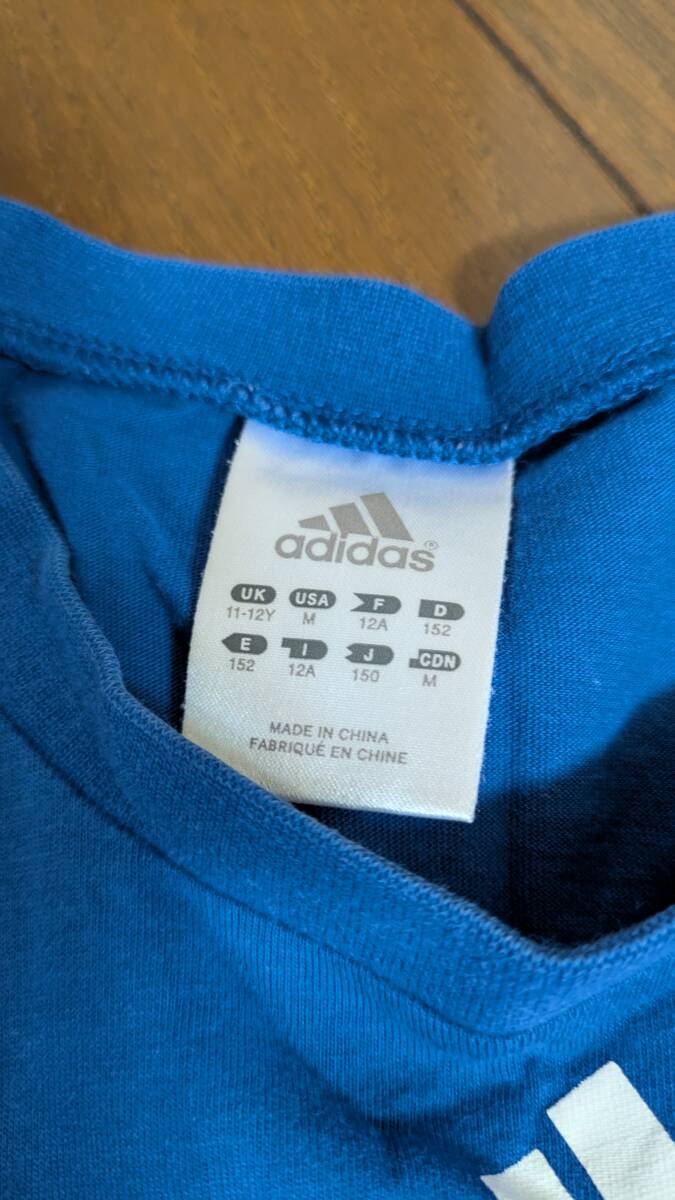 adidas®
UK USA F D
11-12Y M 12A 152
E I J CDN
152 12A 150 M
MADE IN CHINA
FABRIQUÉ EN CHINE